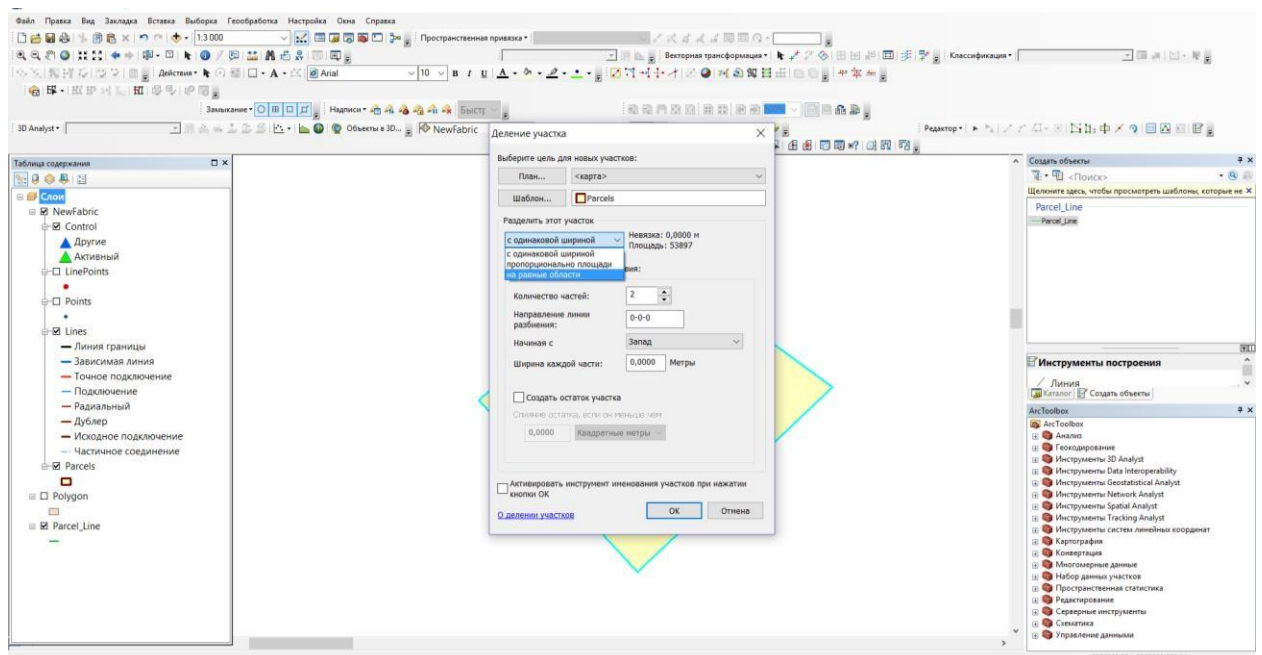 Файл Правка Вид Закладка Вставка Выборка Геообработка Настройка Окна Справка
1:3 000
Пространственная привязка
Векторная трансформация
Классификация
Действия
A
Arial
10
B I U A
Замыкание
Надписи
Быстр
3D Analyst
Объекты в 3D...
NewFabric
Редактор
Таблица содержания
Слои
NewFabric
Control
Другие
Активный
LinePoints
Points
Lines
Линия границы
Зависимая линия
Точное подключение
Подключение
Радиальный
Дублер
Исходное подключение
Частичное соединение
Parcels
Polygon
Parcel_Line
Деление участка
Выберите цель для новых участков:
План... <карта>
Шаблон... Parcels
Разделить этот участок
с одинаковой шириной
Невязка: 0,0000 м
Площадь: 53897
с одинаковой шириной
пропорционально площади
на равные области
Количество частей: 2
Направление линии
разбиения:
0-0-0
Начиная с Запад
Ширина каждой части: 0,0000 Метры
Создать остаток участка
Слияние остатка, если он меньше чем
0,0000 Квадратные метры
Активировать инструмент именования участков при нажатии
кнопки ОК
О делении участков
ОК Отмена
Создать объекты
<Поиск>
Щелкните здесь, чтобы просмотреть шаблоны, которые не
Parcel_Line
Parcel_Line
Инструменты построения
Линия
Каталог Создать объекты
ArcToolbox
ArcToolbox
Анализ
Геокодирование
Инструменты 3D Analyst
Инструменты Data Interoperability
Инструменты Geostatistical Analyst
Инструменты Network Analyst
Инструменты Spatial Analyst
Инструменты Tracking Analyst
Инструменты систем линейных координат
Картография
Конвертация
Многомерные данные
Набор данных участков
Пространственная статистика
Редактирование
Серверные инструменты
Схематика
Управление данными